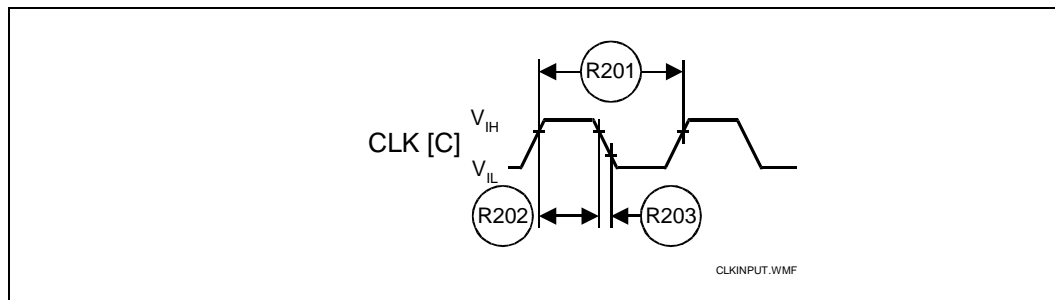 R201
V_IH
CLK [C]
V_IL
R202
R203
CLKINPUT.WMF